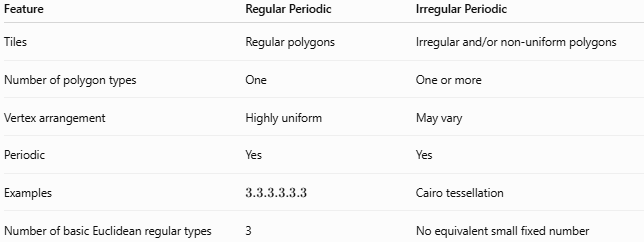 Feature Regular Periodic Irregular Periodic
Tiles Regular polygons Irregular and/or non-uniform polygons
Number of polygon types One One or more
Vertex arrangement Highly uniform May vary
Periodic Yes Yes
Examples 3.3.3.3.3.3 Cairo tessellation
Number of basic Euclidean regular types 3 No equivalent small fixed number